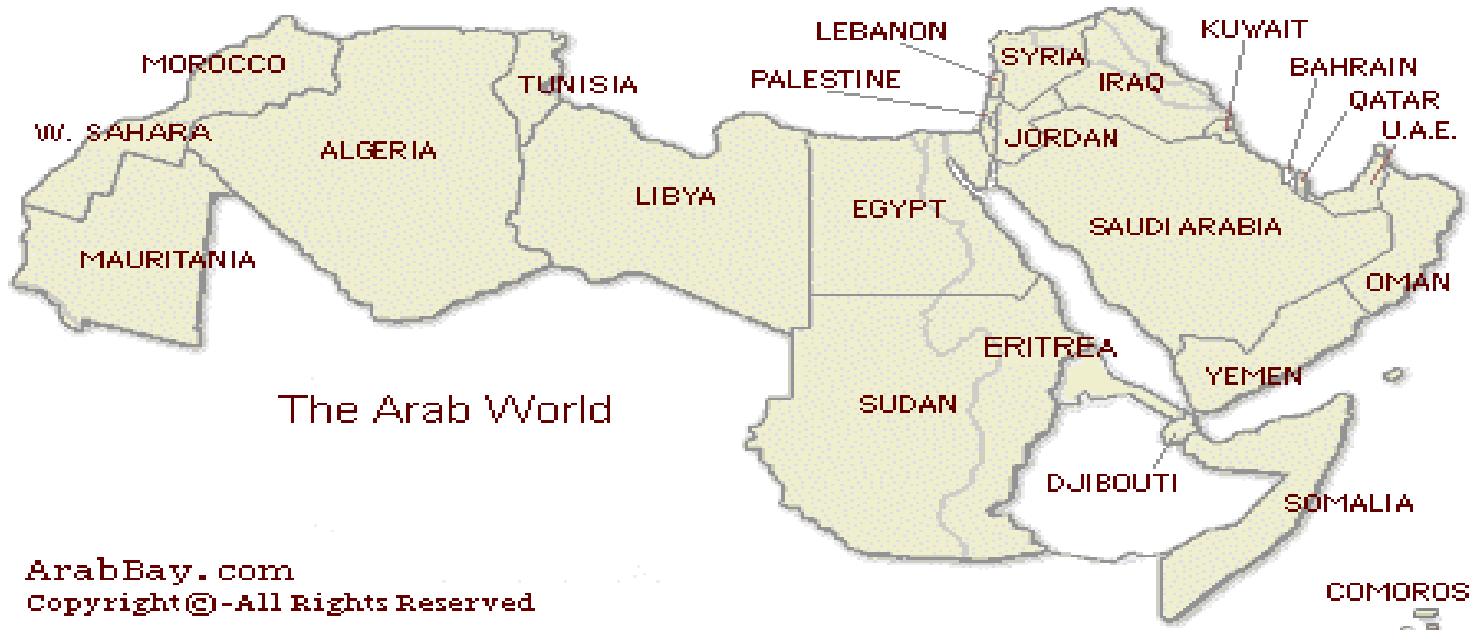 LEBANON
KUWAIT
MOROCCO
SYRIA
BAHRAIN
PALESTINE
TUNISIA
IRAQ
QATAR
W. SAHARA
U.A.E.
ALGERIA
JORDAN
LIBYA
EGYPT
SAUDI ARABIA
MAURITANIA
OMAN
ERITREA
YEMEN
The Arab World
SUDAN
DJIBOUTI
SOMALIA
ArabBay.com
COMOROS
Copyright©-All Rights Reserved